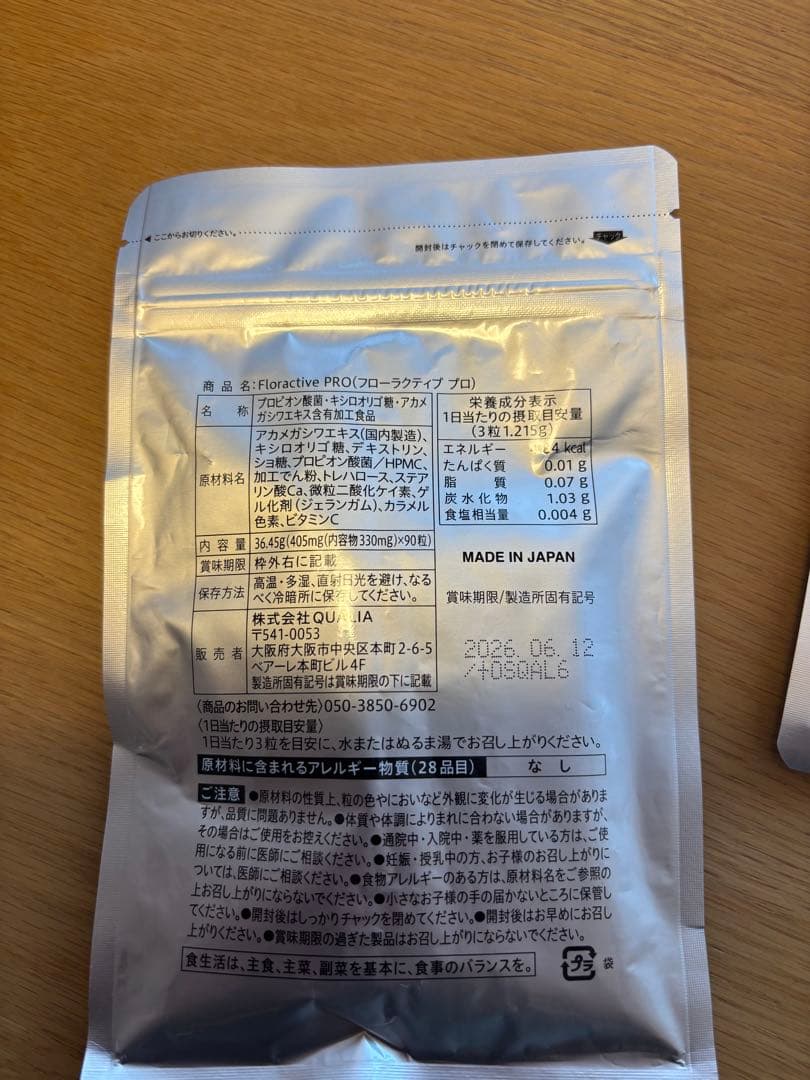 ◀ここからお切りください。
開封後はチャックを閉めて保存してください。
チャック
商 品 名:Floractive PRO(フローラクティブ プロ)
名 称
プロピオン酸菌・キシロオリゴ糖・アカメ
ガシワエキス含有加工食品
原材料名
アカメガシワエキス(国内製造)、
キシロオリゴ糖、デキストリン、
ショ糖、プロピオン酸菌/HPMC、
加工でん粉、トレハロース、ステア
リン酸Ca、微粒二酸化ケイ素、ゲ
ル化剤(ジェランガム)、カラメル
色素、ビタミンC
内 容 量
36.45g(405mg(内容物330mg)×90粒)
賞味期限
枠外右に記載
保存方法
高温・多湿、直射日光を避け、なる
べく冷暗所に保存してください。
販 売 者
株式会社QUALIA
〒541-0053
大阪府大阪市中央区本町2-6-5
ベアーレ本町ビル4F
製造所固有記号は賞味期限の下に記載
栄養成分表示
1日当たりの摂取目安量
(3粒1.215g)
エネルギー 4 kcal
たんぱく質 0.01 g
脂 質 0.07 g
炭水化物 1.03 g
食塩相当量 0.004 g
MADE IN JAPAN
賞味期限/製造所固有記号
2026.06.12
/+OSQAL6
〈商品のお問い合わせ先〉050-3850-6902
〈1日当たりの摂取目安量〉
1日当たり3粒を目安に、水またはぬるま湯でお召し上がりください。
原材料に含まれるアレルギー物質(28品目) なし
ご注意 ●原材料の性質上、粒の色やにおいなど外観に変化が生じる場合がありま
すが、品質に問題ありません。●体質や体調によりまれに合わない場合がありますが、
その場合はご使用をお控えください。●通院中・入院中・薬を服用している方は、ご使
用になる前に医師にご相談ください。●妊娠・授乳中の方、お子様のお召し上がりに
ついては、医師にご相談ください。●食物アレルギーのある方は、原材料名をご参照の
上お召し上がりにならないでください。●小さなお子様の手の届かないところに保管し
てください。●開封後はしっかりチャックを閉めてください。●開封後はお早めにお召し
上がりください。●賞味期限の過ぎた製品はお召し上がりにならないでください。
食生活は、主食、主菜、副菜を基本に、食事のバランスを。
プラ
袋